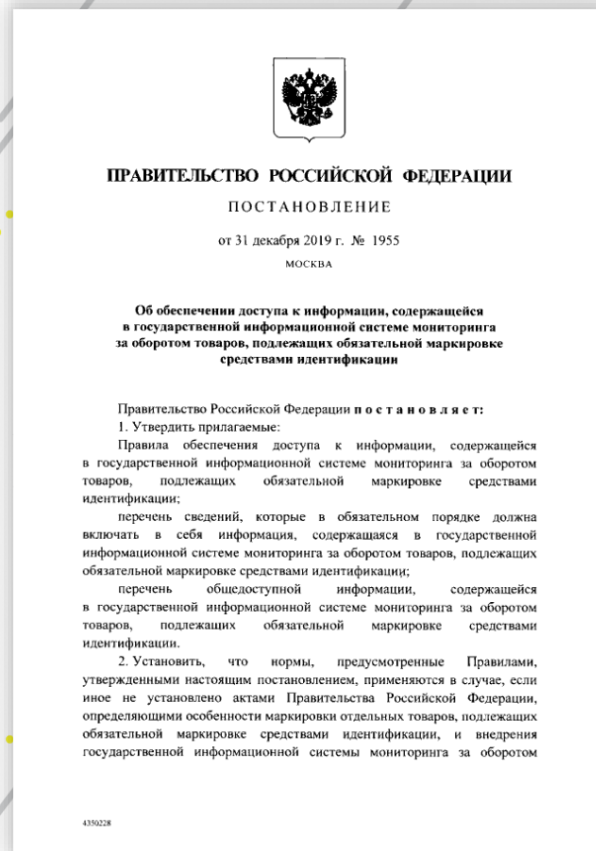 ПРАВИТЕЛЬСТВО РОССИЙСКОЙ ФЕДЕРАЦИИ
ПОСТАНОВЛЕНИЕ
от 31 декабря 2019 г. № 1955
МОСКВА
Об обеспечении доступа к информации, содержащейся
в государственной информационной системе мониторинга
за оборотом товаров, подлежащих обязательной маркировке
средствами идентификации
Правительство Российской Федерации постановляет:
1. Утвердить прилагаемые:
Правила обеспечения доступа к информации, содержащейся
в государственной информационной системе мониторинга за оборотом
товаров, подлежащих обязательной маркировке средствами
идентификации;
перечень сведений, которые в обязательном порядке должна
включать в себя информация, содержащаяся в государственной
информационной системе мониторинга за оборотом товаров, подлежащих
обязательной маркировке средствами идентификации;
перечень общедоступной информации, содержащейся
в государственной информационной системе мониторинга за оборотом
товаров, подлежащих обязательной маркировке средствами
идентификации.
2. Установить, что нормы, предусмотренные Правилами,
утвержденными настоящим постановлением, применяются в случае, если
иное не установлено актами Правительства Российской Федерации,
определяющими особенности маркировки отдельных товаров, подлежащих
обязательной маркировке средствами идентификации, и внедрения
государственной информационной системы мониторинга за оборотом
4350228